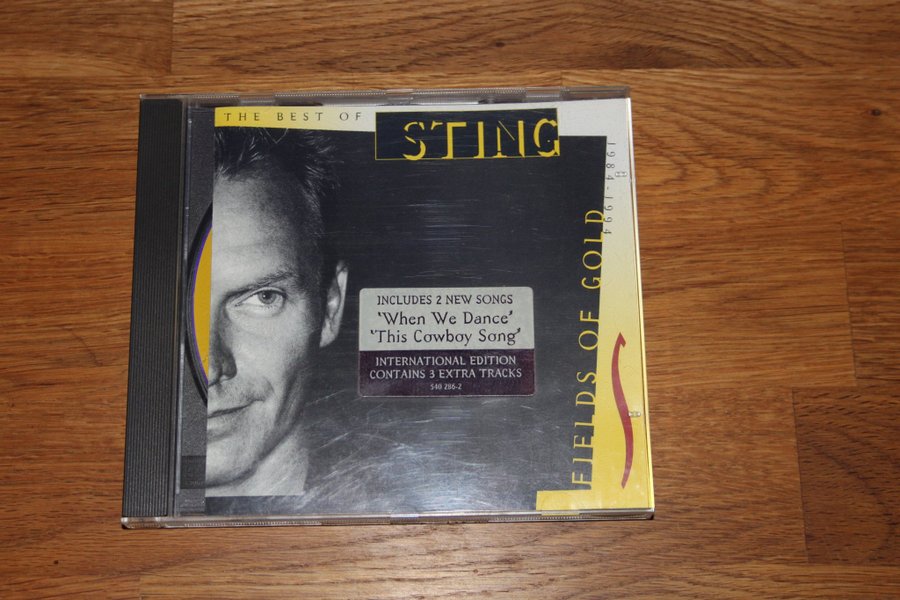 THE BEST OF
STING
1984-1994
FIELDS OF GOLD
INCLUDES 2 NEW SONGS
'When We Dance'
'This Cowboy Song'
INTERNATIONAL EDITION
CONTAINS 3 EXTRA TRACKS
540 286-2